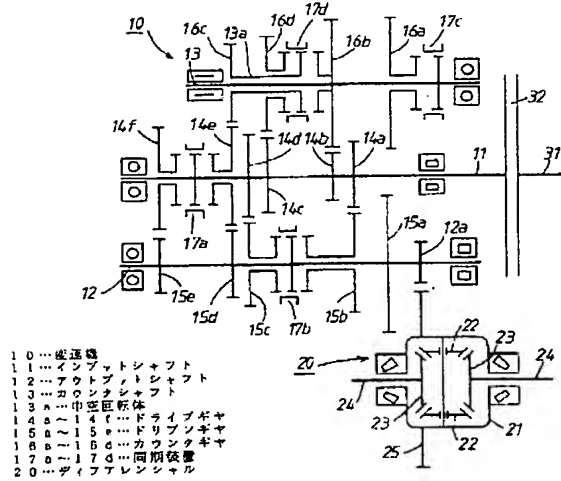 16c 13a 16d 17d 16b 16a 17c
10
13
32
14f 14e 14d 14b 14a
11 31
14c
17a 15a 12a
12 15e 15d 15c 17b 15b
20 22 23
24 24
23 22 21
25
10…変速機
11…インプットシャフト
12…アウトプットシャフト
13…カウンタシャフト
13a…中空回転体
14a~14f…ドライブギヤ
15a~15e…ドリブンギヤ
16a~16d…カウンタギヤ
17a~17d…同期装置
20…ディファレンシャル